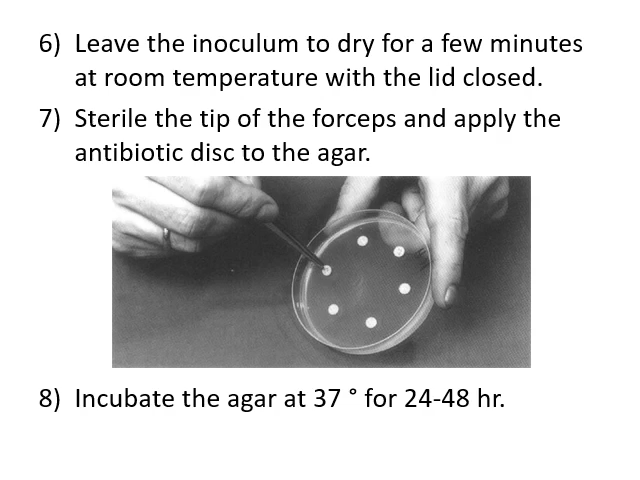 6) Leave the inoculum to dry for a few minutes
at room temperature with the lid closed.
7) Sterile the tip of the forceps and apply the
antibiotic disc to the agar.
8) Incubate the agar at 37 ° for 24-48 hr.